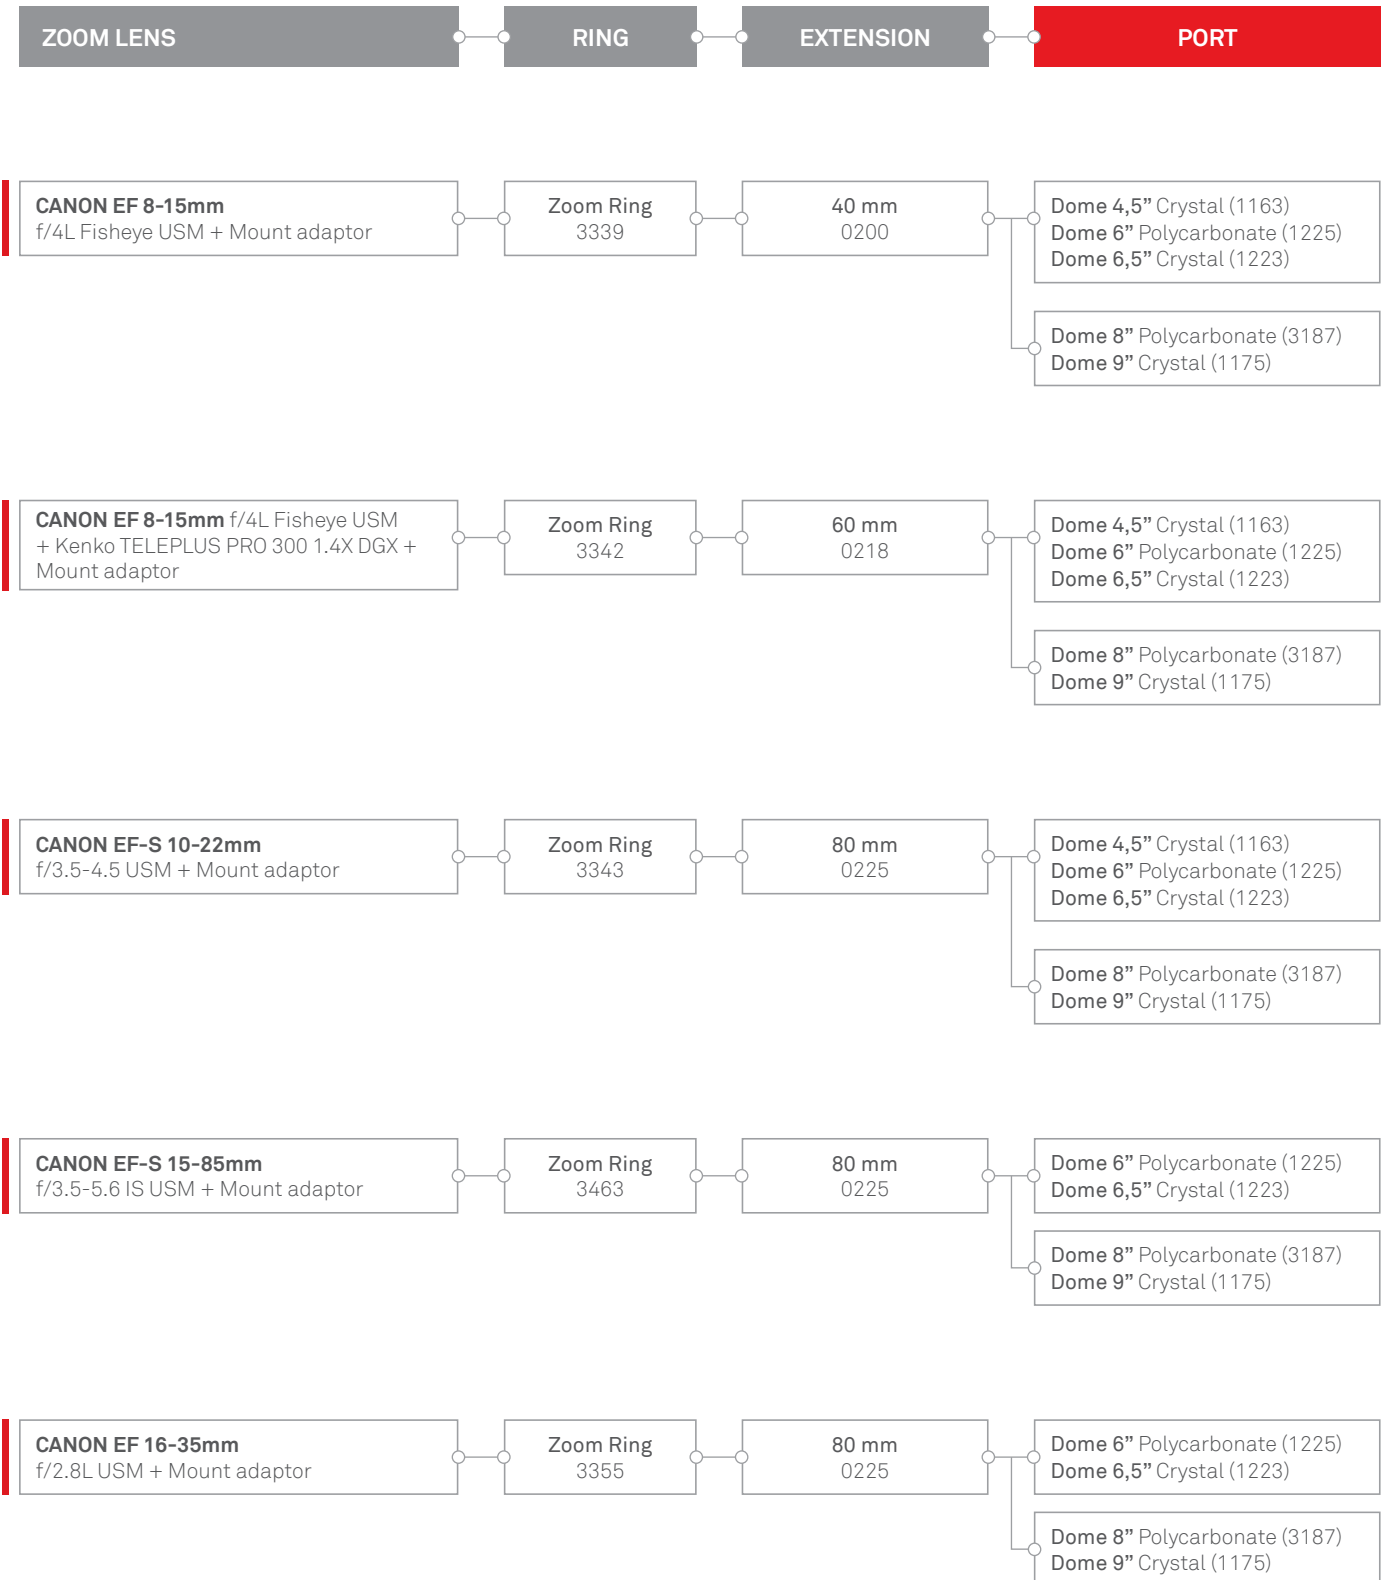 ZOOM LENS
RING
EXTENSION
PORT
CANON EF 8-15mm
f/4L Fisheye USM + Mount adaptor
Zoom Ring
3339
40 mm
0200
Dome 4,5” Crystal (1163)
Dome 6” Polycarbonate (1225)
Dome 6,5” Crystal (1223)
Dome 8” Polycarbonate (3187)
Dome 9” Crystal (1175)
CANON EF 8-15mm f/4L Fisheye USM
+ Kenko TELEPLUS PRO 300 1.4X DGX +
Mount adaptor
Zoom Ring
3342
60 mm
0218
Dome 4,5” Crystal (1163)
Dome 6” Polycarbonate (1225)
Dome 6,5” Crystal (1223)
Dome 8” Polycarbonate (3187)
Dome 9” Crystal (1175)
CANON EF-S 10-22mm
f/3.5-4.5 USM + Mount adaptor
Zoom Ring
3343
80 mm
0225
Dome 4,5” Crystal (1163)
Dome 6” Polycarbonate (1225)
Dome 6,5” Crystal (1223)
Dome 8” Polycarbonate (3187)
Dome 9” Crystal (1175)
CANON EF-S 15-85mm
f/3.5-5.6 IS USM + Mount adaptor
Zoom Ring
3463
80 mm
0225
Dome 6” Polycarbonate (1225)
Dome 6,5” Crystal (1223)
Dome 8” Polycarbonate (3187)
Dome 9” Crystal (1175)
CANON EF 16-35mm
f/2.8L USM + Mount adaptor
Zoom Ring
3355
80 mm
0225
Dome 6” Polycarbonate (1225)
Dome 6,5” Crystal (1223)
Dome 8” Polycarbonate (3187)
Dome 9” Crystal (1175)